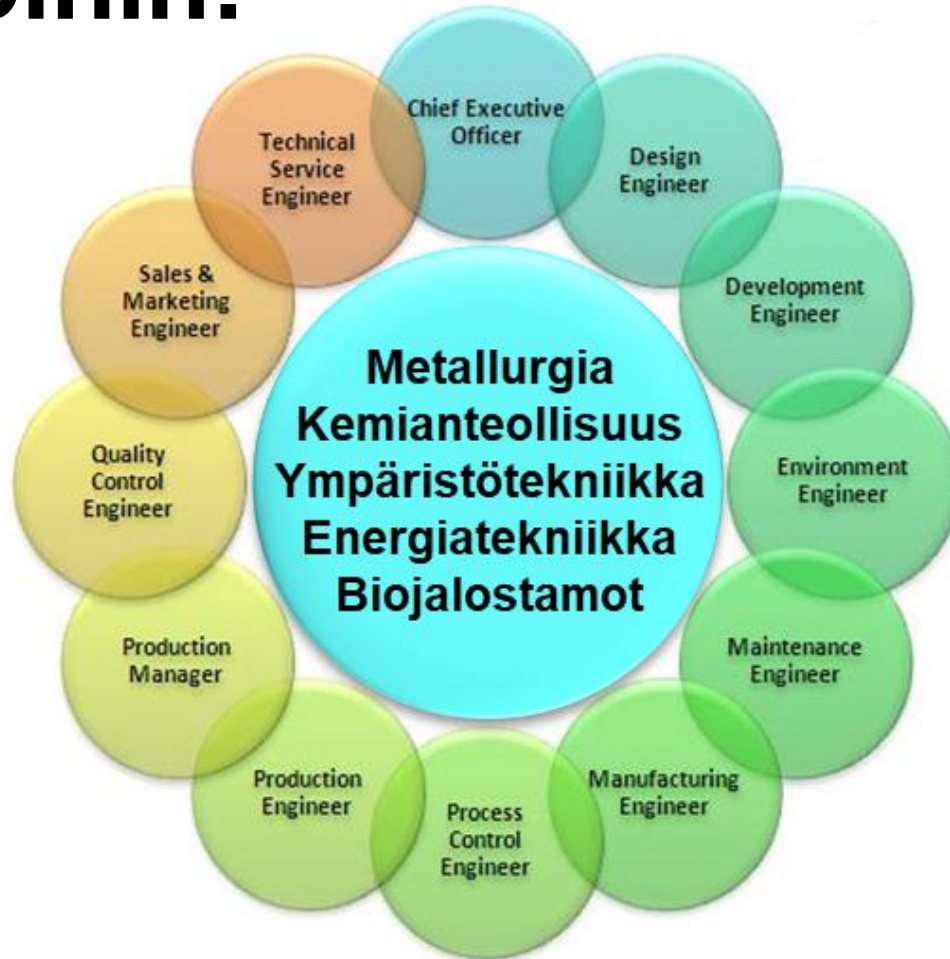 Chief Executive
Officer
Design
Engineer
Development
Engineer
Environment
Engineer
Maintenance
Engineer
Manufacturing
Engineer
Process
Control
Engineer
Production
Engineer
Production
Manager
Quality
Control
Engineer
Sales &
Marketing
Engineer
Technical
Service
Engineer
Metallurgia
Kemianteollisuus
Ympäristötekniikka
Energiatekniikka
Biojalostamot